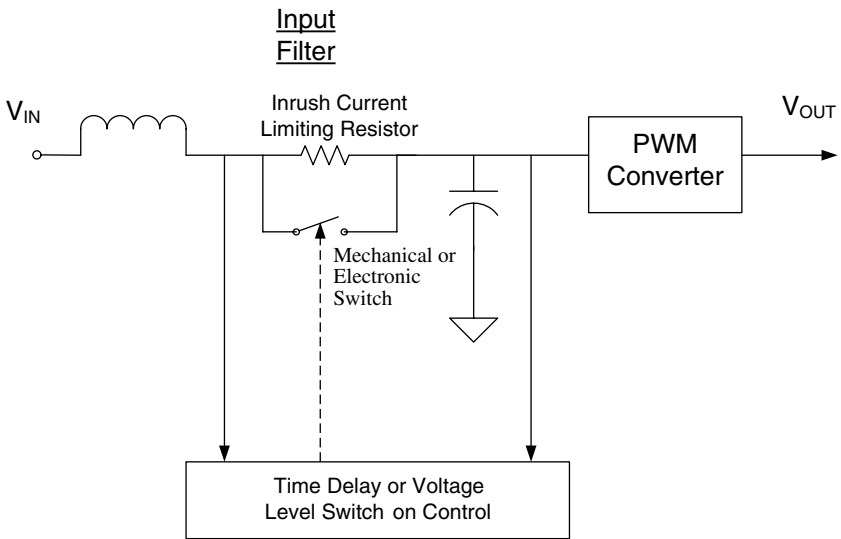 Input
Filter
V_IN
Inrush Current
Limiting Resistor
V_OUT
PWM
Converter
Mechanical or
Electronic
Switch
Time Delay or Voltage
Level Switch on Control